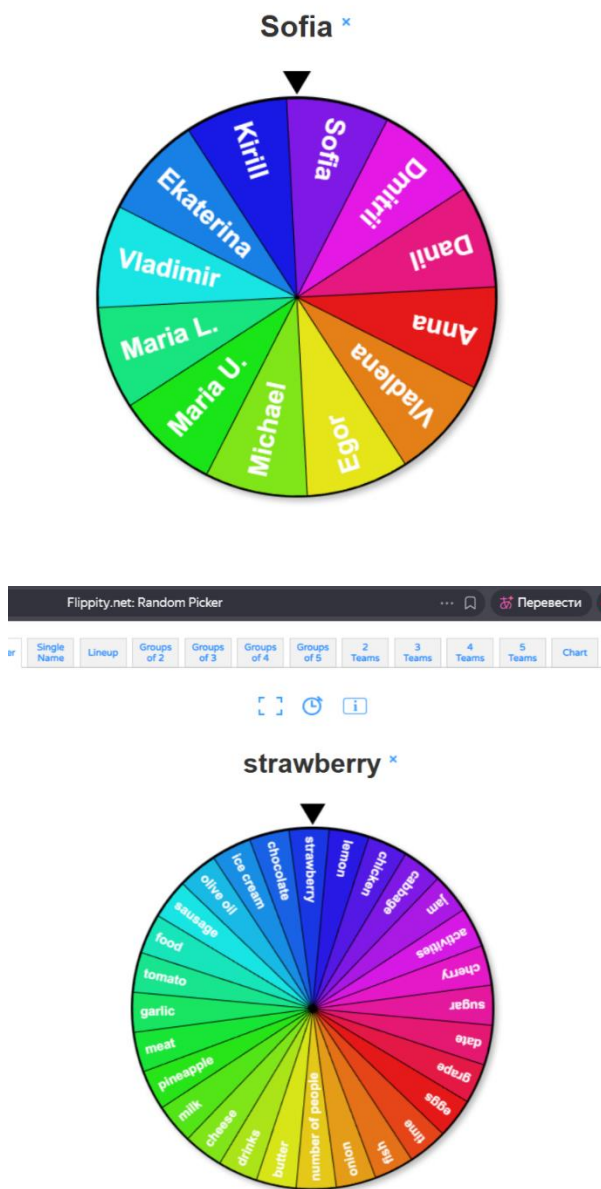 Sofia ×
Sofia
Dmitrii
Danil
Anna
Vladlena
Egor
Michael
Maria U.
Maria L.
Vladimir
Ekaterina
Kirill
Flippity.net: Random Picker
... Перевести
er
Single Name
Lineup
Groups of 2
Groups of 3
Groups of 4
Groups of 5
2 Teams
3 Teams
4 Teams
5 Teams
Chart
i
strawberry ×
strawberry
lemon
chicken
cabbage
jam
activities
cherry
sugar
date
grape
eggs
time
fish
onion
number of people
butter
drinks
cheese
milk
pineapple
meat
garlic
tomato
food
sausage
olive oil
ice cream
chocolate